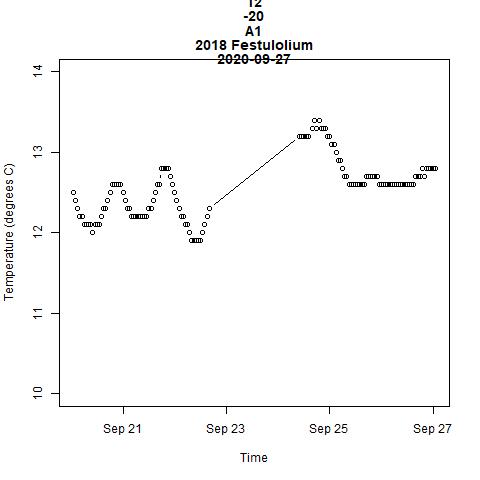 12
-20
A1
2018 Festulolium
2020-09-27
14
13
12
11
10
Temperature (degrees C)
Sep 21
Sep 23
Sep 25
Sep 27
Time